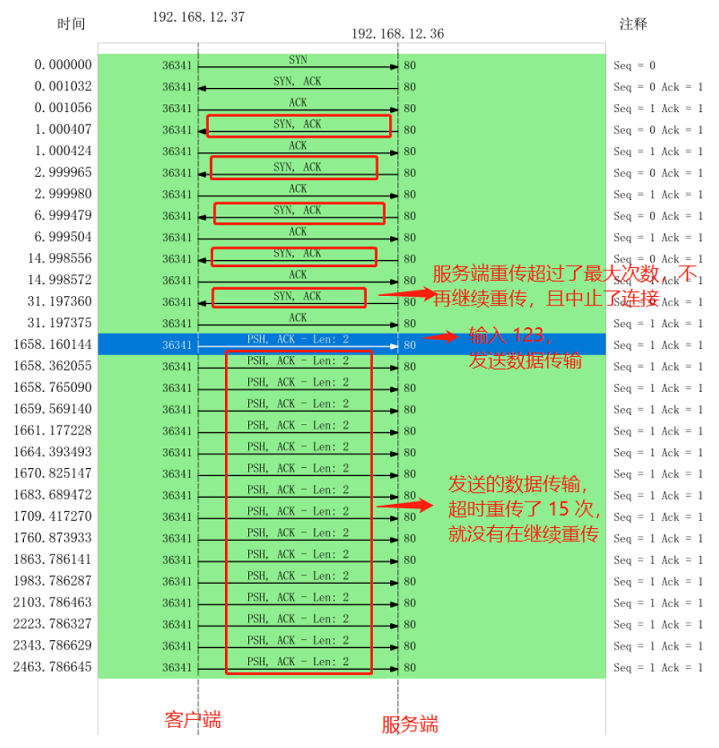 时间 192.168.12.37 192.168.12.36 注释
0.000000 36341 SYN 80 Seq = 0
0.001032 36341 SYN, ACK 80 Seq = 0 Ack = 1
0.001056 36341 ACK 80 Seq = 1 Ack = 1
1.000407 36341 SYN, ACK 80 Seq = 0 Ack = 1
1.000424 36341 ACK 80 Seq = 1 Ack = 1
2.999965 36341 SYN, ACK 80 Seq = 0 Ack = 1
2.999980 36341 ACK 80 Seq = 1 Ack = 1
6.999479 36341 SYN, ACK 80 Seq = 0 Ack = 1
6.999504 36341 ACK 80 Seq = 1 Ack = 1
14.998556 36341 SYN, ACK 80 Seq = 0 Ack = 1
14.998572 36341 ACK 80 Seq = 1 Ack = 1
服务端重传超过了最大次数，不
再继续重传，且中止了连接
31.197360 36341 SYN, ACK 80 Seq = 0 Ack = 1
31.197375 36341 ACK 80 Seq = 1 Ack = 1
1658.160144 36341 PSH, ACK - Len: 2 80 Seq = 1 Ack = 1
输入 123，
发送数据传输
1658.362055 36341 PSH, ACK - Len: 2 80 Seq = 1 Ack = 1
1658.765090 36341 PSH, ACK - Len: 2 80 Seq = 1 Ack = 1
1659.569140 36341 PSH, ACK - Len: 2 80 Seq = 1 Ack = 1
1661.177228 36341 PSH, ACK - Len: 2 80 Seq = 1 Ack = 1
1664.393493 36341 PSH, ACK - Len: 2 80 Seq = 1 Ack = 1
1670.825147 36341 PSH, ACK - Len: 2 80 Seq = 1 Ack = 1
1683.689472 36341 PSH, ACK - Len: 2 80 Seq = 1 Ack = 1
1709.417270 36341 PSH, ACK - Len: 2 80 Seq = 1 Ack = 1
1760.873933 36341 PSH, ACK - Len: 2 80 Seq = 1 Ack = 1
发送的数据传输，
超时重传了 15 次，
就没有在继续重传
1863.786141 36341 PSH, ACK - Len: 2 80 Seq = 1 Ack = 1
1983.786287 36341 PSH, ACK - Len: 2 80 Seq = 1 Ack = 1
2103.786463 36341 PSH, ACK - Len: 2 80 Seq = 1 Ack = 1
2223.786327 36341 PSH, ACK - Len: 2 80 Seq = 1 Ack = 1
2343.786629 36341 PSH, ACK - Len: 2 80 Seq = 1 Ack = 1
2463.786645 36341 PSH, ACK - Len: 2 80 Seq = 1 Ack = 1
客户端 服务端